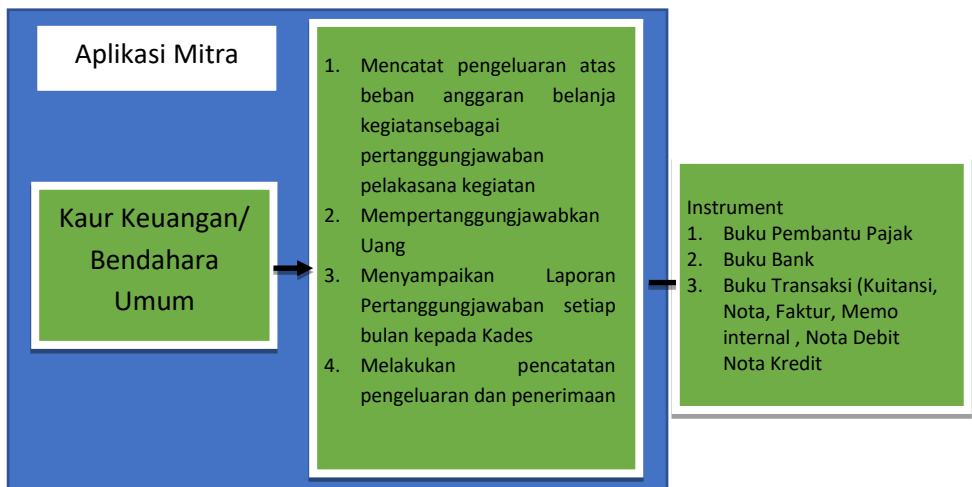 Aplikasi Mitra
Kaur Keuangan/
Bendahara
Umum
1. Mencatat pengeluaran atas
beban anggaran belanja
kegiatansebagai
pertanggungjawaban
pelakasana kegiatan
2. Mempertanggungjawabkan
Uang
3. Menyampaikan Laporan
Pertanggungjawaban setiap
bulan kepada Kades
4. Melakukan pencatatan
pengeluaran dan penerimaan
Instrument
1. Buku Pembantu Pajak
2. Buku Bank
3. Buku Transaksi (Kuitansi,
Nota, Faktur, Memo
internal , Nota Debit
Nota Kredit